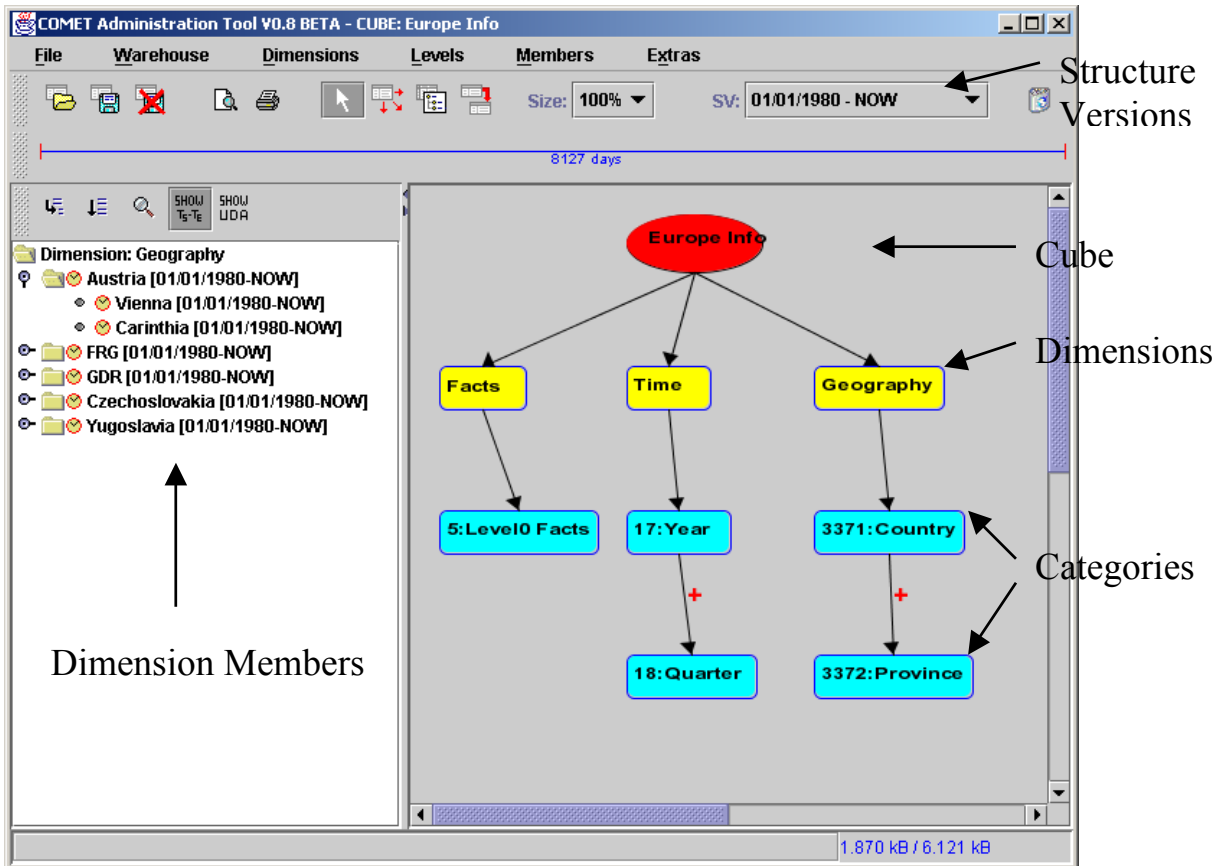 COMET Administration Tool V0.8 BETA - CUBE: Europe Info
File Warehouse Dimensions Levels Members Extras
Size: 100% SV: 01/01/1980 - NOW
Structure
Versions
8127 days
SHOW
TS-TE
SHOW
UDA
Dimension: Geography
Austria [01/01/1980-NOW]
Vienna [01/01/1980-NOW]
Carinthia [01/01/1980-NOW]
FRG [01/01/1980-NOW]
GDR [01/01/1980-NOW]
Czechoslovakia [01/01/1980-NOW]
Yugoslavia [01/01/1980-NOW]
Dimension Members
Europe Info
Cube
Facts Time Geography
Dimensions
5:Level0 Facts 17:Year 3371:Country
Categories
+ +
18:Quarter 3372:Province
1.870 kB / 6.121 kB